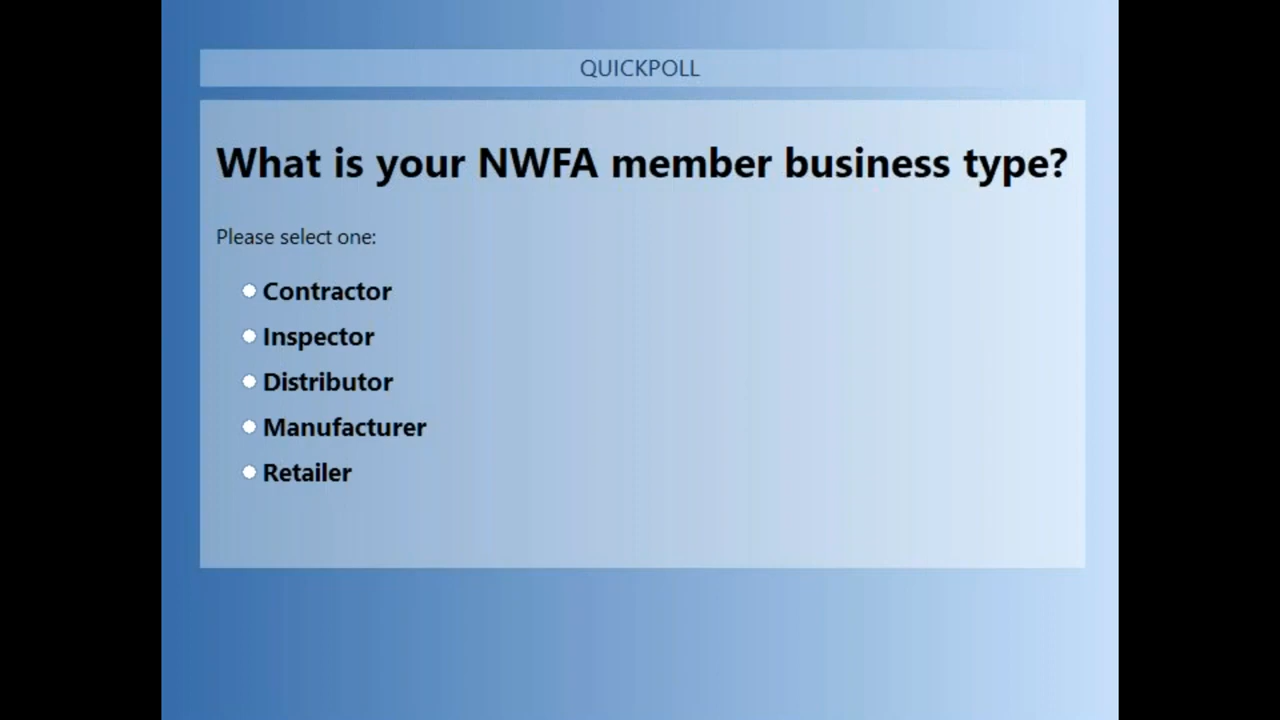 QUICKPOLL
What is your NWFA member business type?
Please select one:
Contractor
Inspector
Distributor
Manufacturer
Retailer